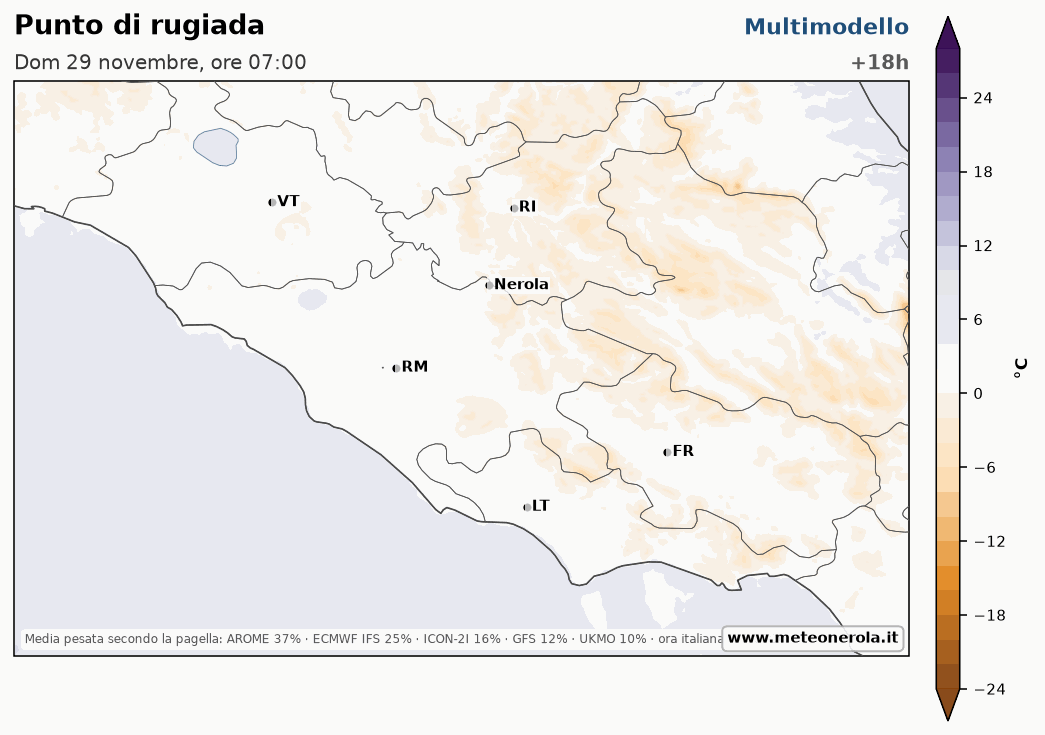 Punto di rugiada
Multimodello
Dom 29 novembre, ore 07:00
+18h
VT
RI
Nerola
RM
FR
LT
Media pesata secondo la pagella: AROME 37% · ECMWF IFS 25% · ICON-2I 16% · GFS 12% · UKMO 10% · ora italiana
www.meteonerola.it
24
18
12
6
0
−6
−12
−18
−24
°C